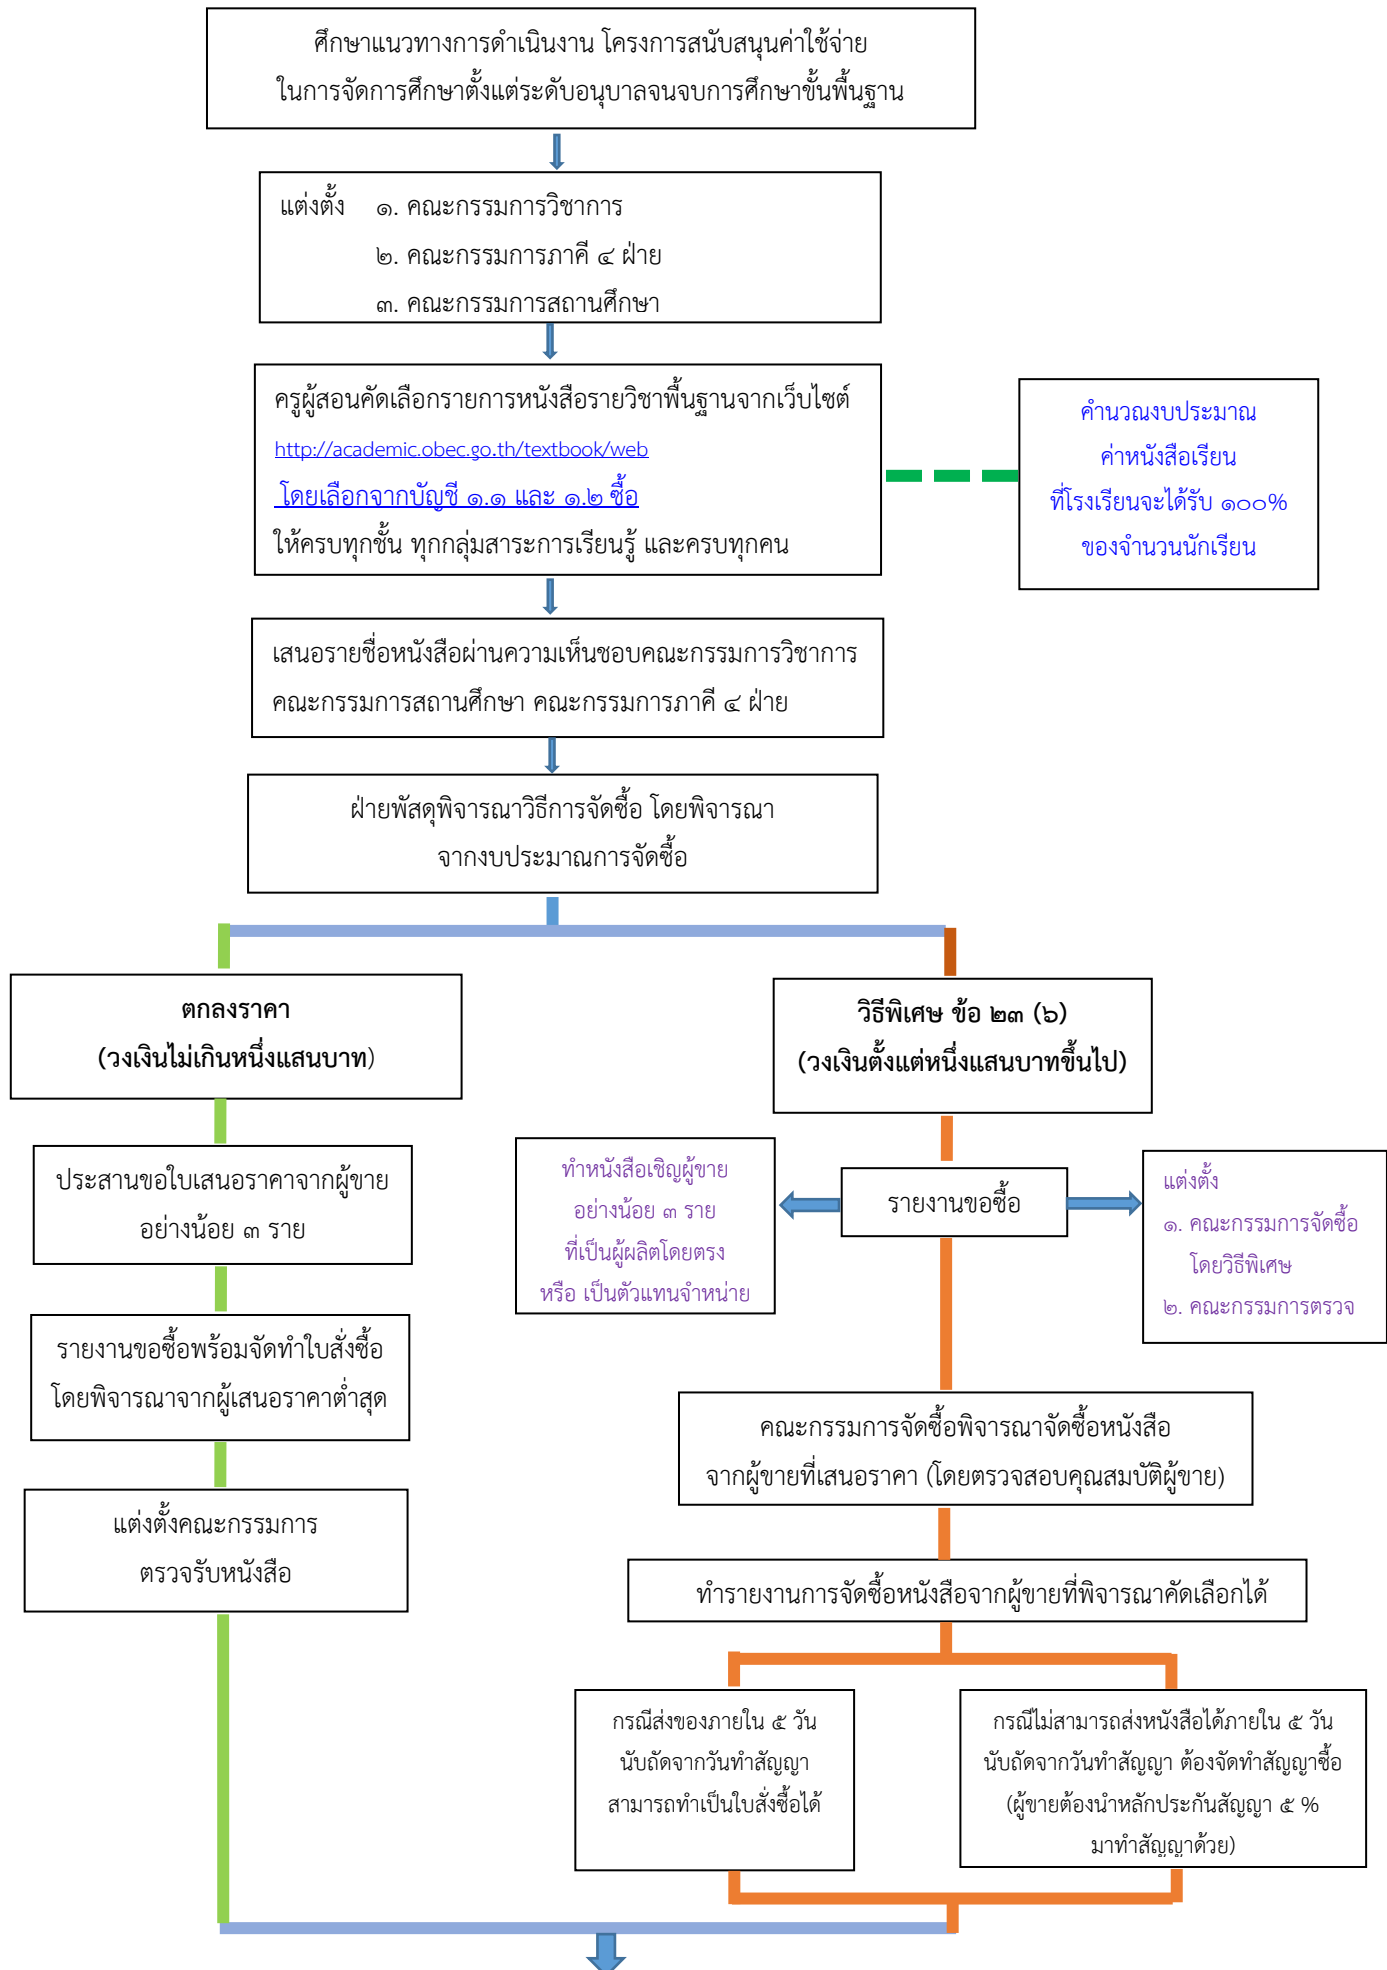 ศึกษาแนวทางการดำเนินงาน โครงการสนับสนุนค่าใช้จ่าย
ในการจัดการศึกษาตั้งแต่ระดับอนุบาลจนจบการศึกษาขั้นพื้นฐาน
แต่งตั้ง ๑. คณะกรรมการวิชาการ
๒. คณะกรรมการภาคี ๔ ฝ่าย
๓. คณะกรรมการสถานศึกษา
ครูผู้สอนคัดเลือกรายการหนังสือรายวิชาพื้นฐานจากเว็บไซต์
http://academic.obec.go.th/textbook/web
โดยเลือกจากบัญชี ๑.๑ และ ๑.๒ ซื้อ
ให้ครบทุกชั้น ทุกกลุ่มสาระการเรียนรู้ และครบทุกคน
คำนวณงบประมาณ
ค่าหนังสือเรียน
ที่โรงเรียนจะได้รับ ๑๐๐%
ของจำนวนนักเรียน
เสนอรายชื่อหนังสือผ่านความเห็นชอบคณะกรรมการวิชาการ
คณะกรรมการสถานศึกษา คณะกรรมการภาคี ๔ ฝ่าย
ฝ่ายพัสดุพิจารณาวิธีการจัดซื้อ โดยพิจารณา
จากงบประมาณการจัดซื้อ
ตกลงราคา
(วงเงินไม่เกินหนึ่งแสนบาท)
ประสานขอใบเสนอราคาจากผู้ขาย
อย่างน้อย ๓ ราย
รายงานขอซื้อพร้อมจัดทำใบสั่งซื้อ
โดยพิจารณาจากผู้เสนอราคาต่ำสุด
แต่งตั้งคณะกรรมการ
ตรวจรับหนังสือ
วิธีพิเศษ ข้อ ๒๓ (๖)
(วงเงินตั้งแต่หนึ่งแสนบาทขึ้นไป)
ทำหนังสือเชิญผู้ขาย
อย่างน้อย ๓ ราย
ที่เป็นผู้ผลิตโดยตรง
หรือ เป็นตัวแทนจำหน่าย
รายงานขอซื้อ
แต่งตั้ง
๑. คณะกรรมการจัดซื้อ
โดยวิธีพิเศษ
๒. คณะกรรมการตรวจ
คณะกรรมการจัดซื้อพิจารณาจัดซื้อหนังสือ
จากผู้ขายที่เสนอราคา (โดยตรวจสอบคุณสมบัติผู้ขาย)
ทำรายงานการจัดซื้อหนังสือจากผู้ขายที่พิจารณาคัดเลือกได้
กรณีส่งของภายใน ๕ วัน
นับถัดจากวันทำสัญญา
สามารถทำเป็นใบสั่งซื้อได้
กรณีไม่สามารถส่งหนังสือได้ภายใน ๕ วัน
นับถัดจากวันทำสัญญา ต้องจัดทำสัญญาซื้อ
(ผู้ขายต้องนำหลักประกันสัญญา ๕ %
มาทำสัญญาด้วย)